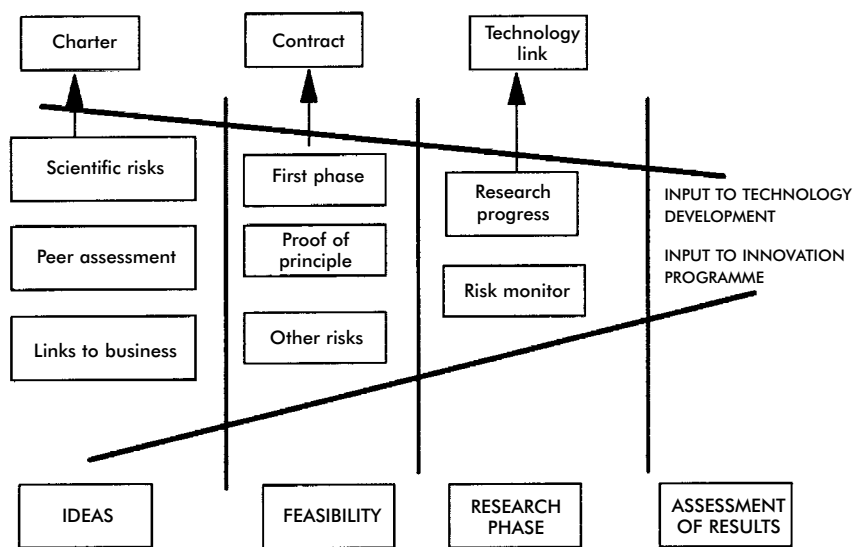 Charter
Contract
Technology
link
Scientific risks
Peer assessment
Links to business
First phase
Proof of
principle
Other risks
Research
progress
Risk monitor
INPUT TO TECHNOLOGY
DEVELOPMENT
INPUT TO INNOVATION
PROGRAMME
IDEAS
FEASIBILITY
RESEARCH
PHASE
ASSESSMENT
OF RESULTS